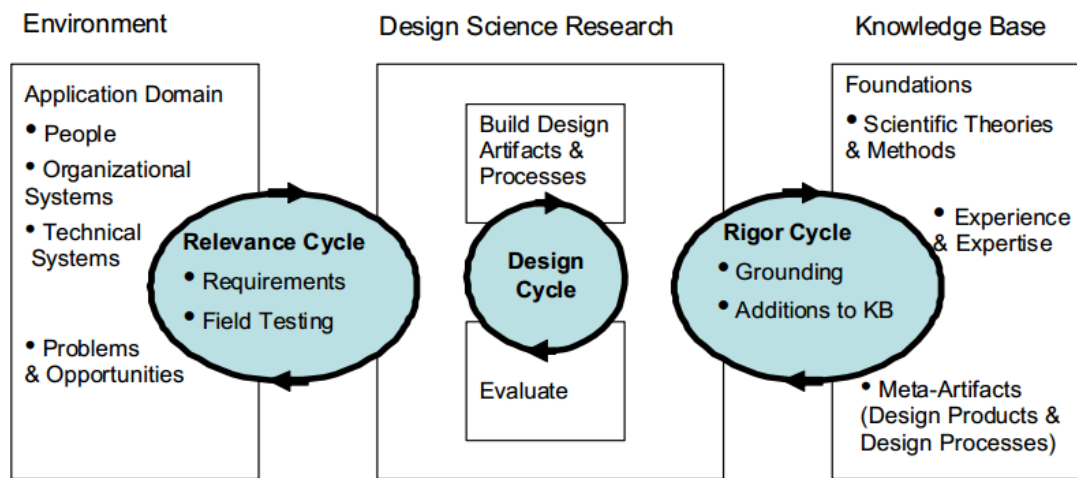 Environment
Design Science Research
Knowledge Base
Application Domain
• People
• Organizational
Systems
• Technical
Systems
• Problems
& Opportunities
Relevance Cycle
• Requirements
• Field Testing
Build Design
Artifacts &
Processes
Design
Cycle
Evaluate
Rigor Cycle
• Grounding
• Additions to KB
Foundations
• Scientific Theories
& Methods
• Experience
& Expertise
• Meta-Artifacts
(Design Products &
Design Processes)